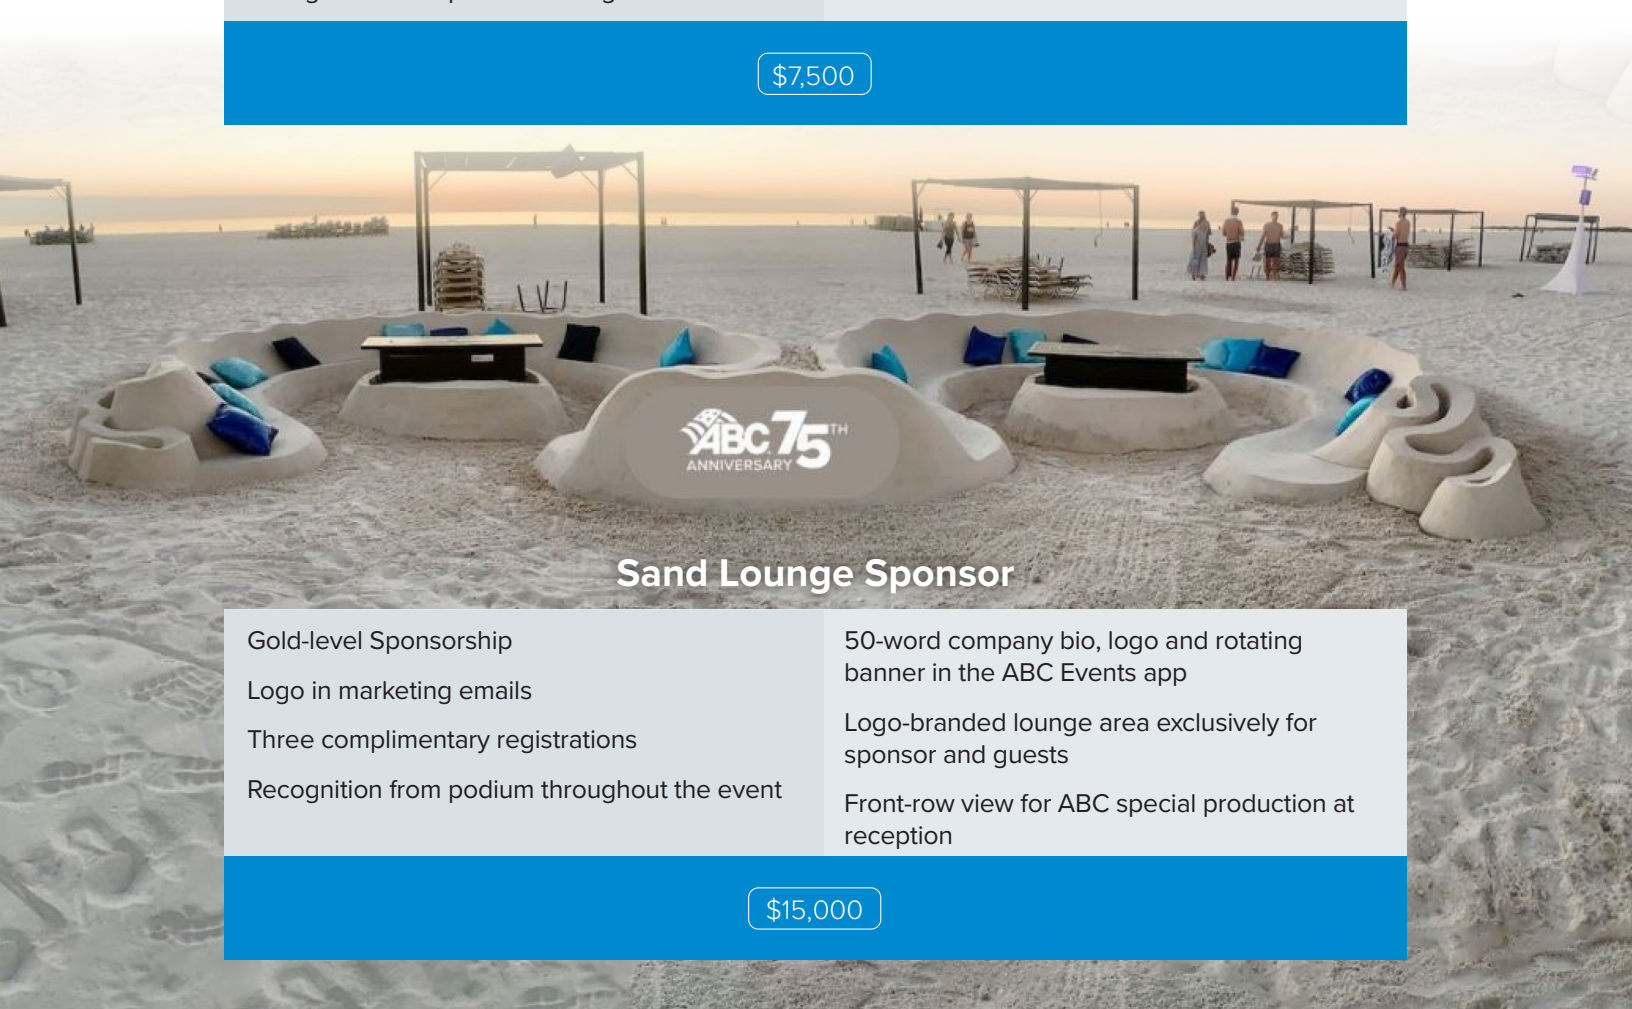 $7,500
ABC 75TH
ANNIVERSARY
Sand Lounge Sponsor
Gold-level Sponsorship
Logo in marketing emails
Three complimentary registrations
Recognition from podium throughout the event
50-word company bio, logo and rotating
banner in the ABC Events app
Logo-branded lounge area exclusively for
sponsor and guests
Front-row view for ABC special production at
reception
$15,000